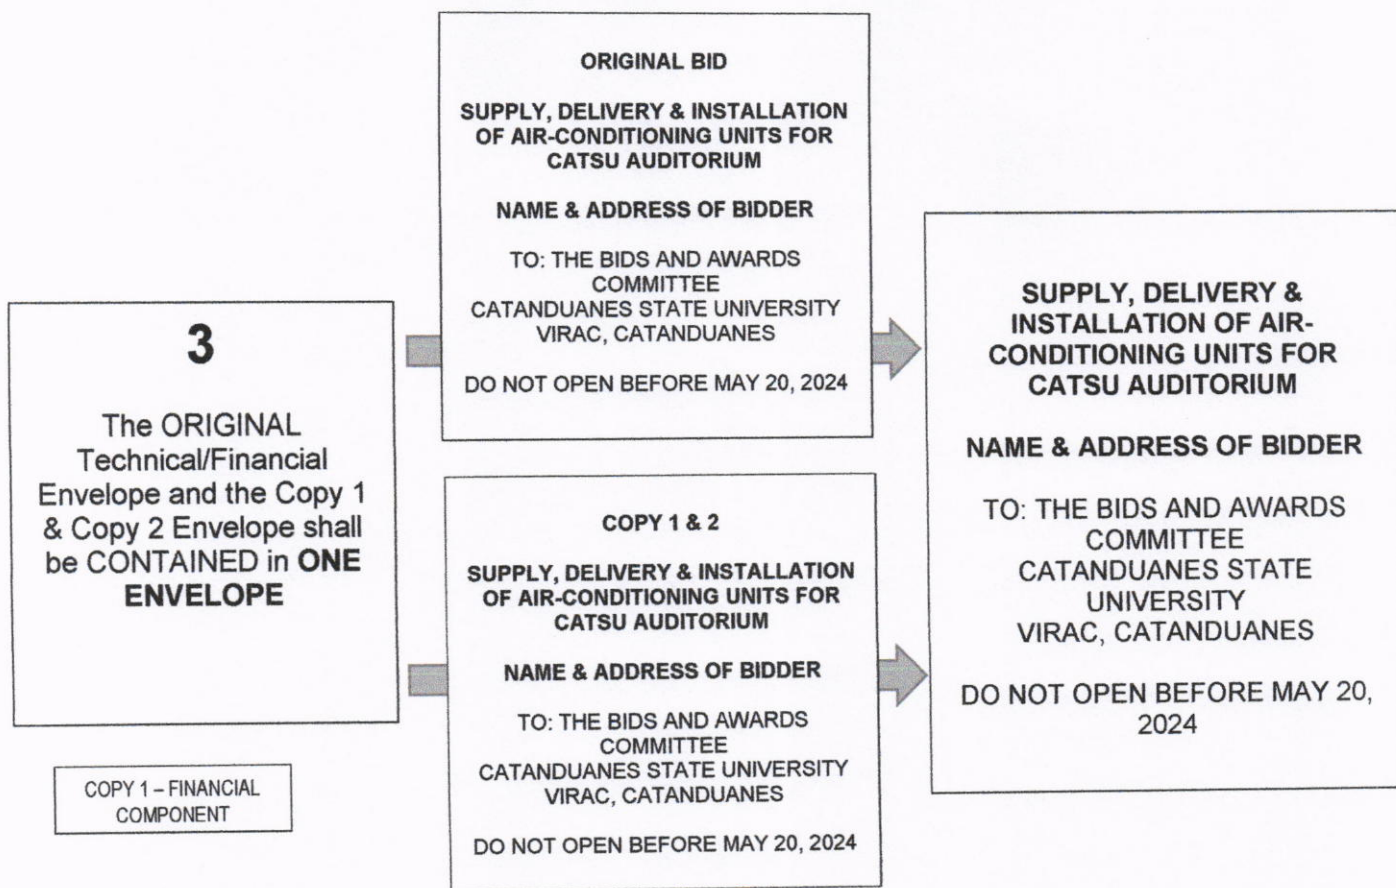 3
The ORIGINAL
Technical/Financial
Envelope and the Copy 1
& Copy 2 Envelope shall
be CONTAINED in ONE
ENVELOPE
COPY 1 – FINANCIAL
COMPONENT
ORIGINAL BID
SUPPLY, DELIVERY & INSTALLATION
OF AIR-CONDITIONING UNITS FOR
CATSU AUDITORIUM
NAME & ADDRESS OF BIDDER
TO: THE BIDS AND AWARDS
COMMITTEE
CATANDUANES STATE UNIVERSITY
VIRAC, CATANDUANES
DO NOT OPEN BEFORE MAY 20, 2024
COPY 1 & 2
SUPPLY, DELIVERY & INSTALLATION
OF AIR-CONDITIONING UNITS FOR
CATSU AUDITORIUM
NAME & ADDRESS OF BIDDER
TO: THE BIDS AND AWARDS
COMMITTEE
CATANDUANES STATE UNIVERSITY
VIRAC, CATANDUANES
DO NOT OPEN BEFORE MAY 20, 2024
SUPPLY, DELIVERY &
INSTALLATION OF AIR-
CONDITIONING UNITS FOR
CATSU AUDITORIUM
NAME & ADDRESS OF BIDDER
TO: THE BIDS AND AWARDS
COMMITTEE
CATANDUANES STATE
UNIVERSITY
VIRAC, CATANDUANES
DO NOT OPEN BEFORE MAY 20,
2024